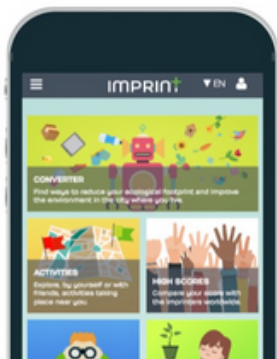 IMPRINT
▼EN
CONVERTER
Find ways to reduce your ecological footprint and improve
the environment in the city where you live.
ACTIVITIES
Explore, by yourself or with
friends, activities taking
place near you.
HIGH SCORES
Compare your score with
the Imprinters worldwide.